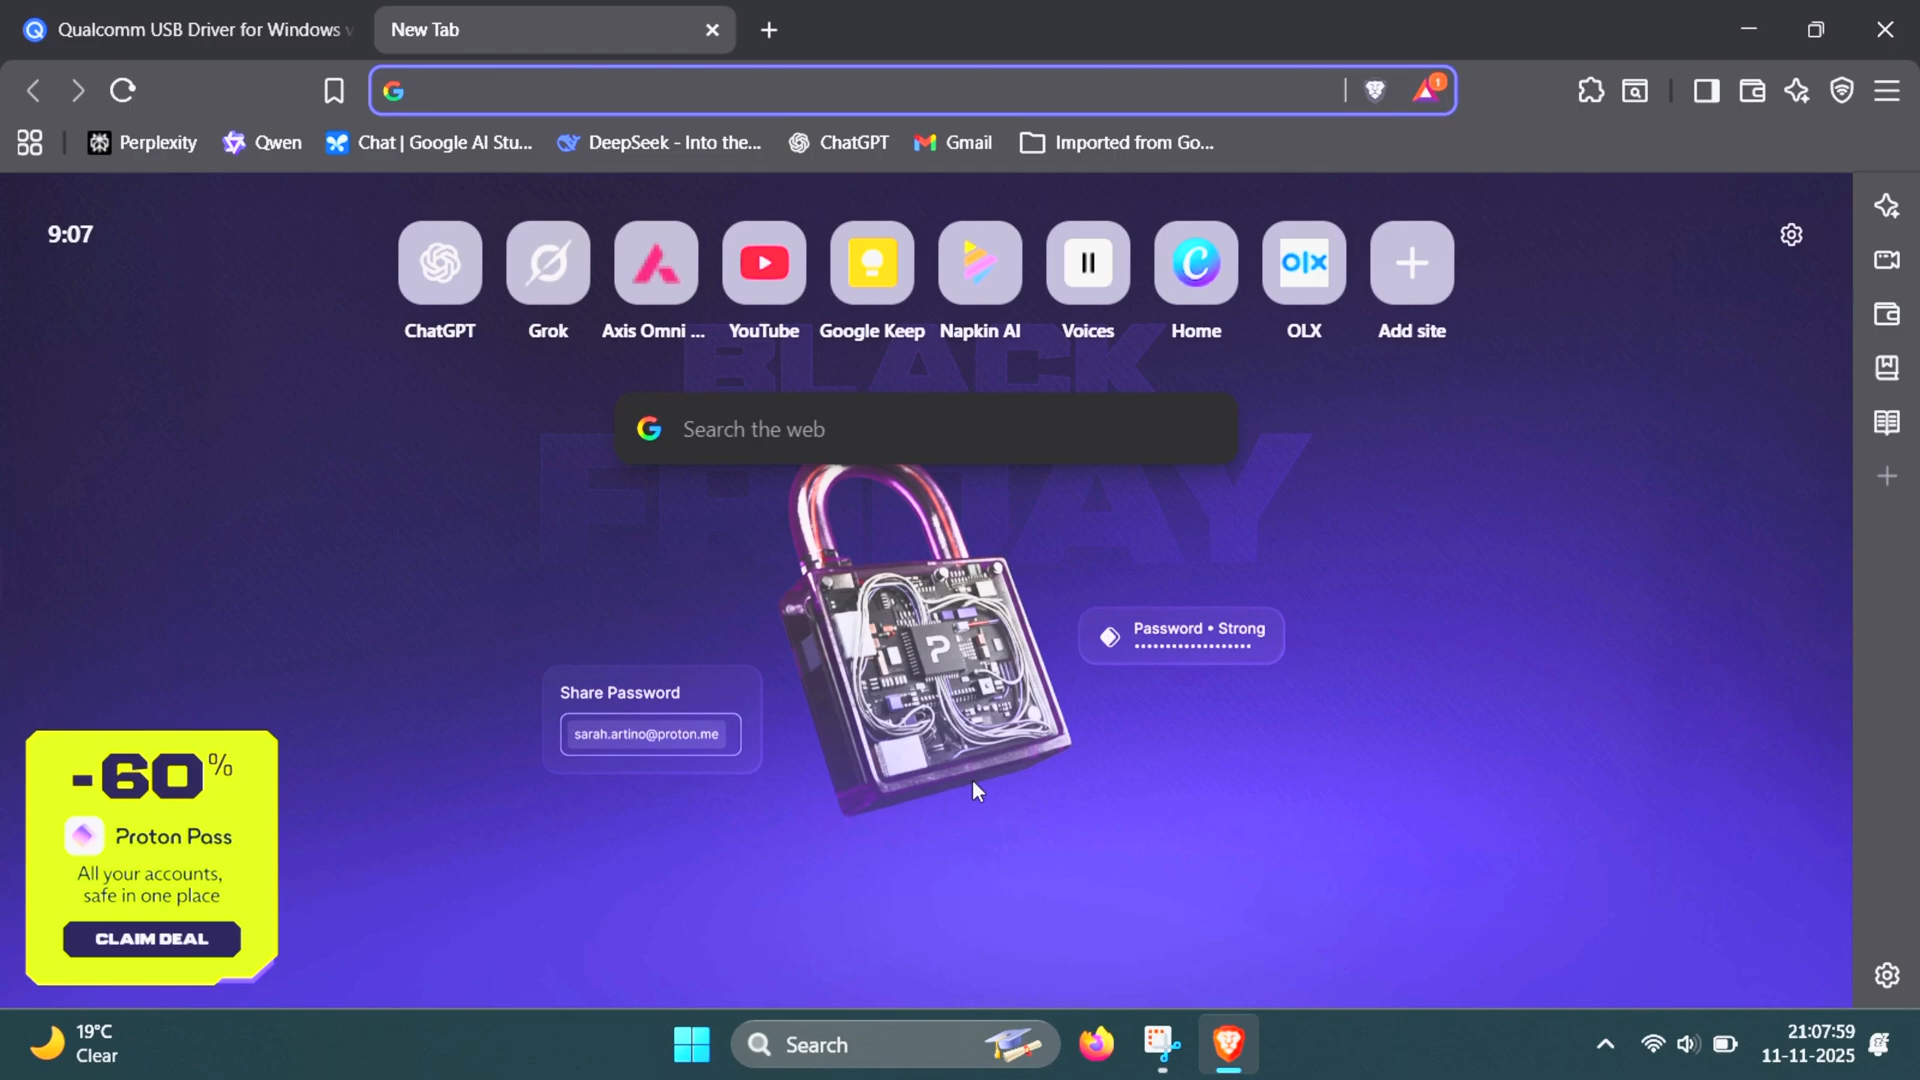 Qualcomm USB Driver for Windows
New Tab
1
Perplexity
Qwen
Chat | Google AI Stu...
DeepSeek - Into the...
ChatGPT
Gmail
Imported from Go...
9:07
ChatGPT
Grok
Axis Omni ...
YouTube
Google Keep
Napkin AI
Voices
Home
OLX
Add site
BLACK
FRIDAY
Search the web
Password • Strong
Share Password
sarah.artino@proton.me
-60%
Proton Pass
All your accounts,
safe in one place
CLAIM DEAL
19°C
Clear
Search
21:07:59
11-11-2025